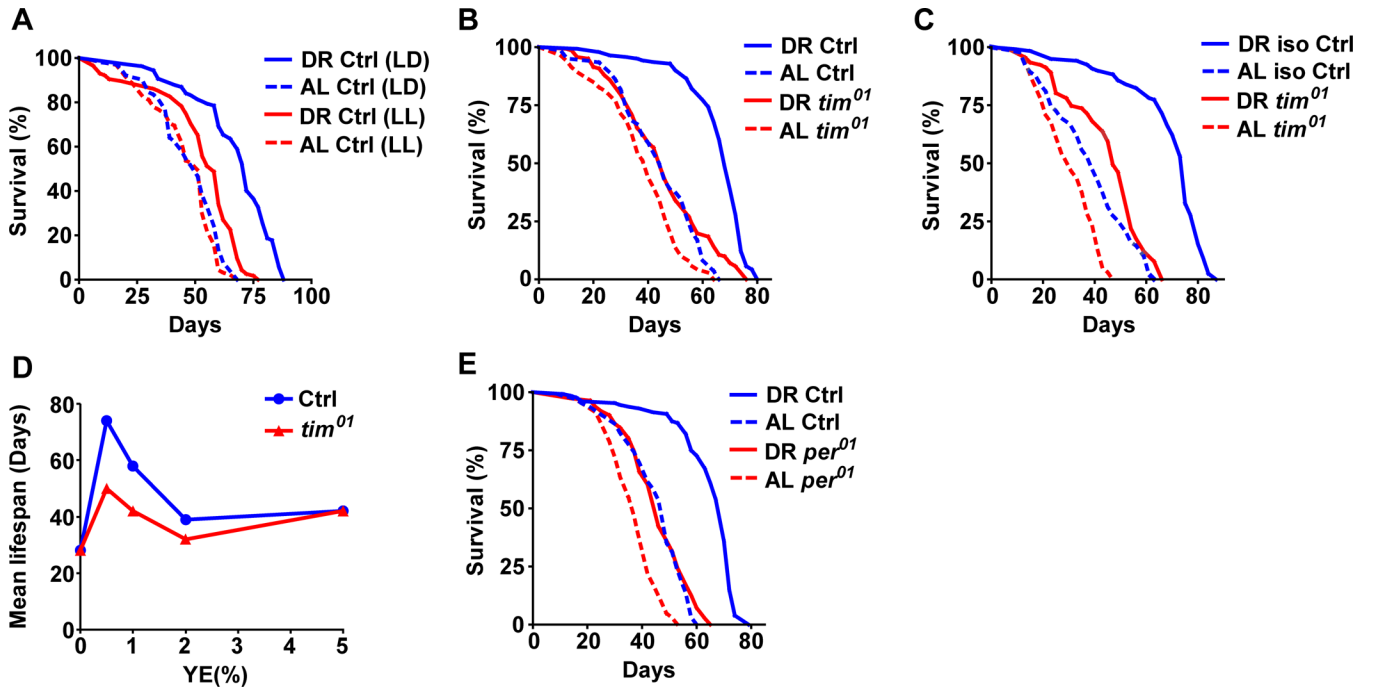 A
DR Ctrl (LD)
AL Ctrl (LD)
DR Ctrl (LL)
AL Ctrl (LL)
Survival (%)
100
80
60
40
20
0
0 25 50 75 100
Days
B
DR Ctrl
AL Ctrl
DR tim01
AL tim01
Survival (%)
100
75
50
25
0
0 20 40 60 80
Days
C
DR iso Ctrl
AL iso Ctrl
DR tim01
AL tim01
Survival (%)
100
75
50
25
0
0 20 40 60 80
Days
D
Ctrl
tim01
Mean lifespan (Days)
80
60
40
20
0
0 1 2 3 4 5
YE(%)
E
DR Ctrl
AL Ctrl
DR per01
AL per01
Survival (%)
100
75
50
25
0
0 20 40 60 80
Days